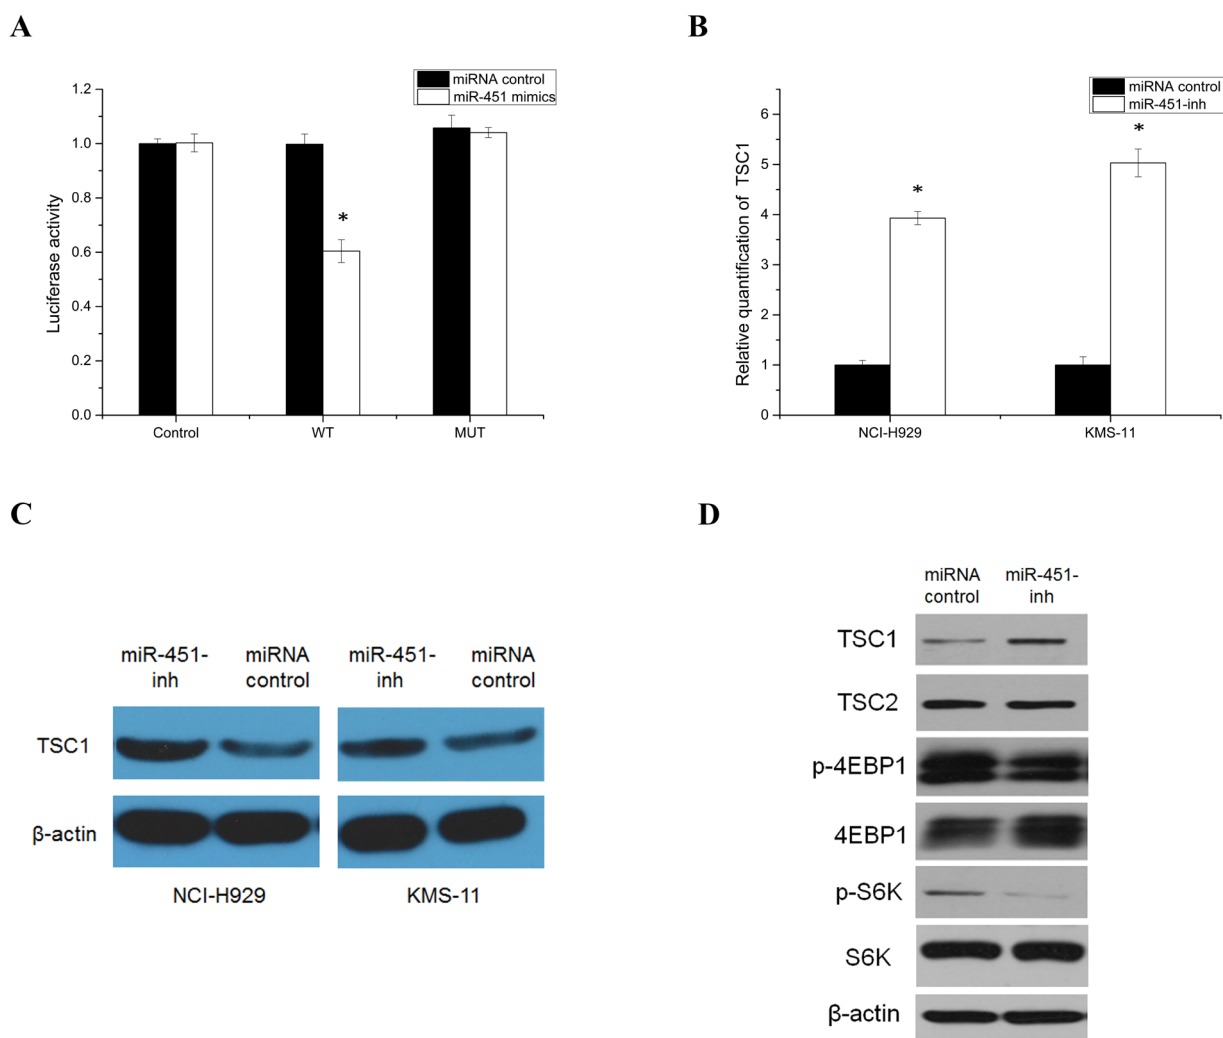 A
miRNA control
miR-451 mimics
1.2
1.0
0.8
0.6
0.4
0.2
0.0
Luciferase activity
*
Control
WT
MUT
B
miRNA control
miR-451-inh
6
5
4
3
2
1
0
Relative quantification of TSC1
*
*
NCI-H929
KMS-11
C
miR-451-
inh
miRNA
control
miR-451-
inh
miRNA
control
TSC1
β-actin
NCI-H929
KMS-11
D
miRNA
control
miR-451-
inh
TSC1
TSC2
p-4EBP1
4EBP1
p-S6K
S6K
β-actin